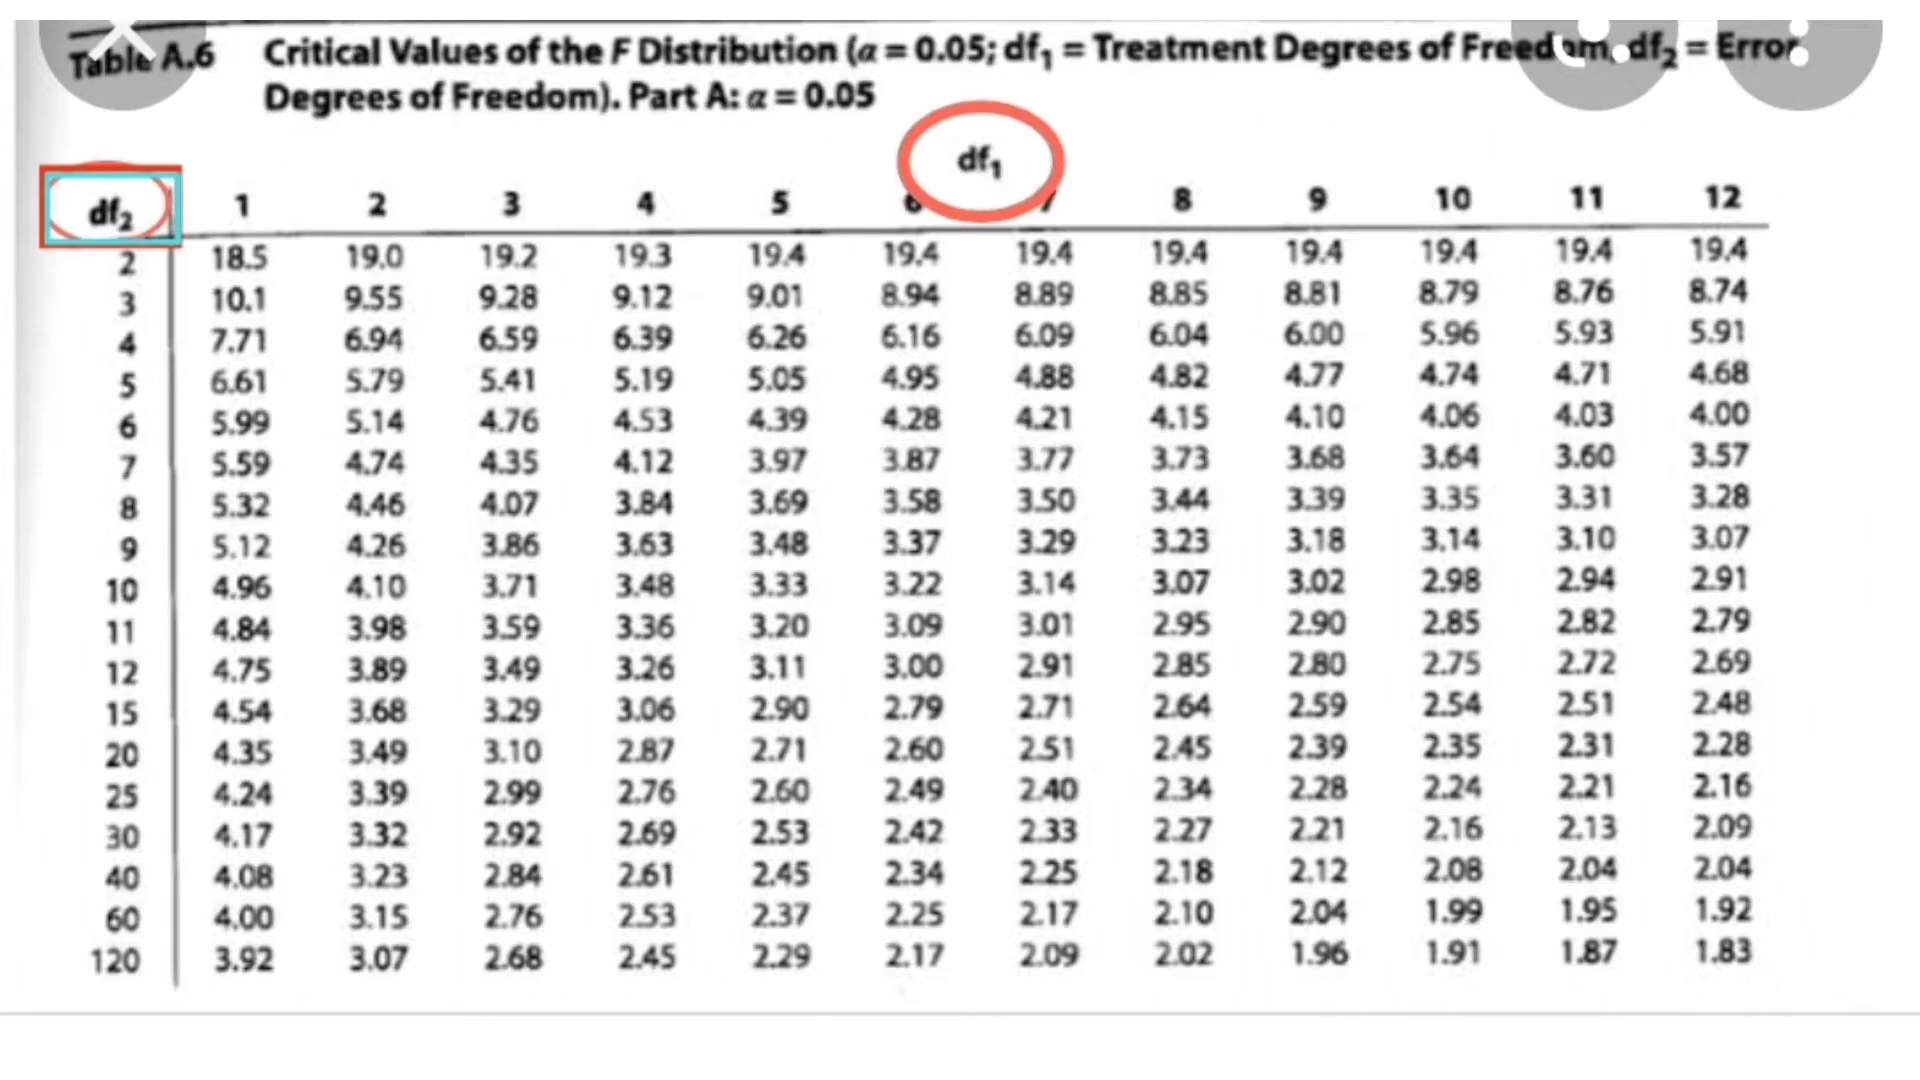 Table A.6 Critical Values of the F Distribution (α = 0.05; df₁ = Treatment Degrees of Freedom, df₂ = Error
Degrees of Freedom). Part A: α = 0.05
df₁
df₂ 1 2 3 4 5 6 7 8 9 10 11 12
2 18.5 19.0 19.2 19.3 19.4 19.4 19.4 19.4 19.4 19.4 19.4 19.4
3 10.1 9.55 9.28 9.12 9.01 8.94 8.89 8.85 8.81 8.79 8.76 8.74
4 7.71 6.94 6.59 6.39 6.26 6.16 6.09 6.04 6.00 5.96 5.93 5.91
5 6.61 5.79 5.41 5.19 5.05 4.95 4.88 4.82 4.77 4.74 4.71 4.68
6 5.99 5.14 4.76 4.53 4.39 4.28 4.21 4.15 4.10 4.06 4.03 4.00
7 5.59 4.74 4.35 4.12 3.97 3.87 3.77 3.73 3.68 3.64 3.60 3.57
8 5.32 4.46 4.07 3.84 3.69 3.58 3.50 3.44 3.39 3.35 3.31 3.28
9 5.12 4.26 3.86 3.63 3.48 3.37 3.29 3.23 3.18 3.14 3.10 3.07
10 4.96 4.10 3.71 3.48 3.33 3.22 3.14 3.07 3.02 2.98 2.94 2.91
11 4.84 3.98 3.59 3.36 3.20 3.09 3.01 2.95 2.90 2.85 2.82 2.79
12 4.75 3.89 3.49 3.26 3.11 3.00 2.91 2.85 2.80 2.75 2.72 2.69
15 4.54 3.68 3.29 3.06 2.90 2.79 2.71 2.64 2.59 2.54 2.51 2.48
20 4.35 3.49 3.10 2.87 2.71 2.60 2.51 2.45 2.39 2.35 2.31 2.28
25 4.24 3.39 2.99 2.76 2.60 2.49 2.40 2.34 2.28 2.24 2.21 2.16
30 4.17 3.32 2.92 2.69 2.53 2.42 2.33 2.27 2.21 2.16 2.13 2.09
40 4.08 3.23 2.84 2.61 2.45 2.34 2.25 2.18 2.12 2.08 2.04 2.04
60 4.00 3.15 2.76 2.53 2.37 2.25 2.17 2.10 2.04 1.99 1.95 1.92
120 3.92 3.07 2.68 2.45 2.29 2.17 2.09 2.02 1.96 1.91 1.87 1.83